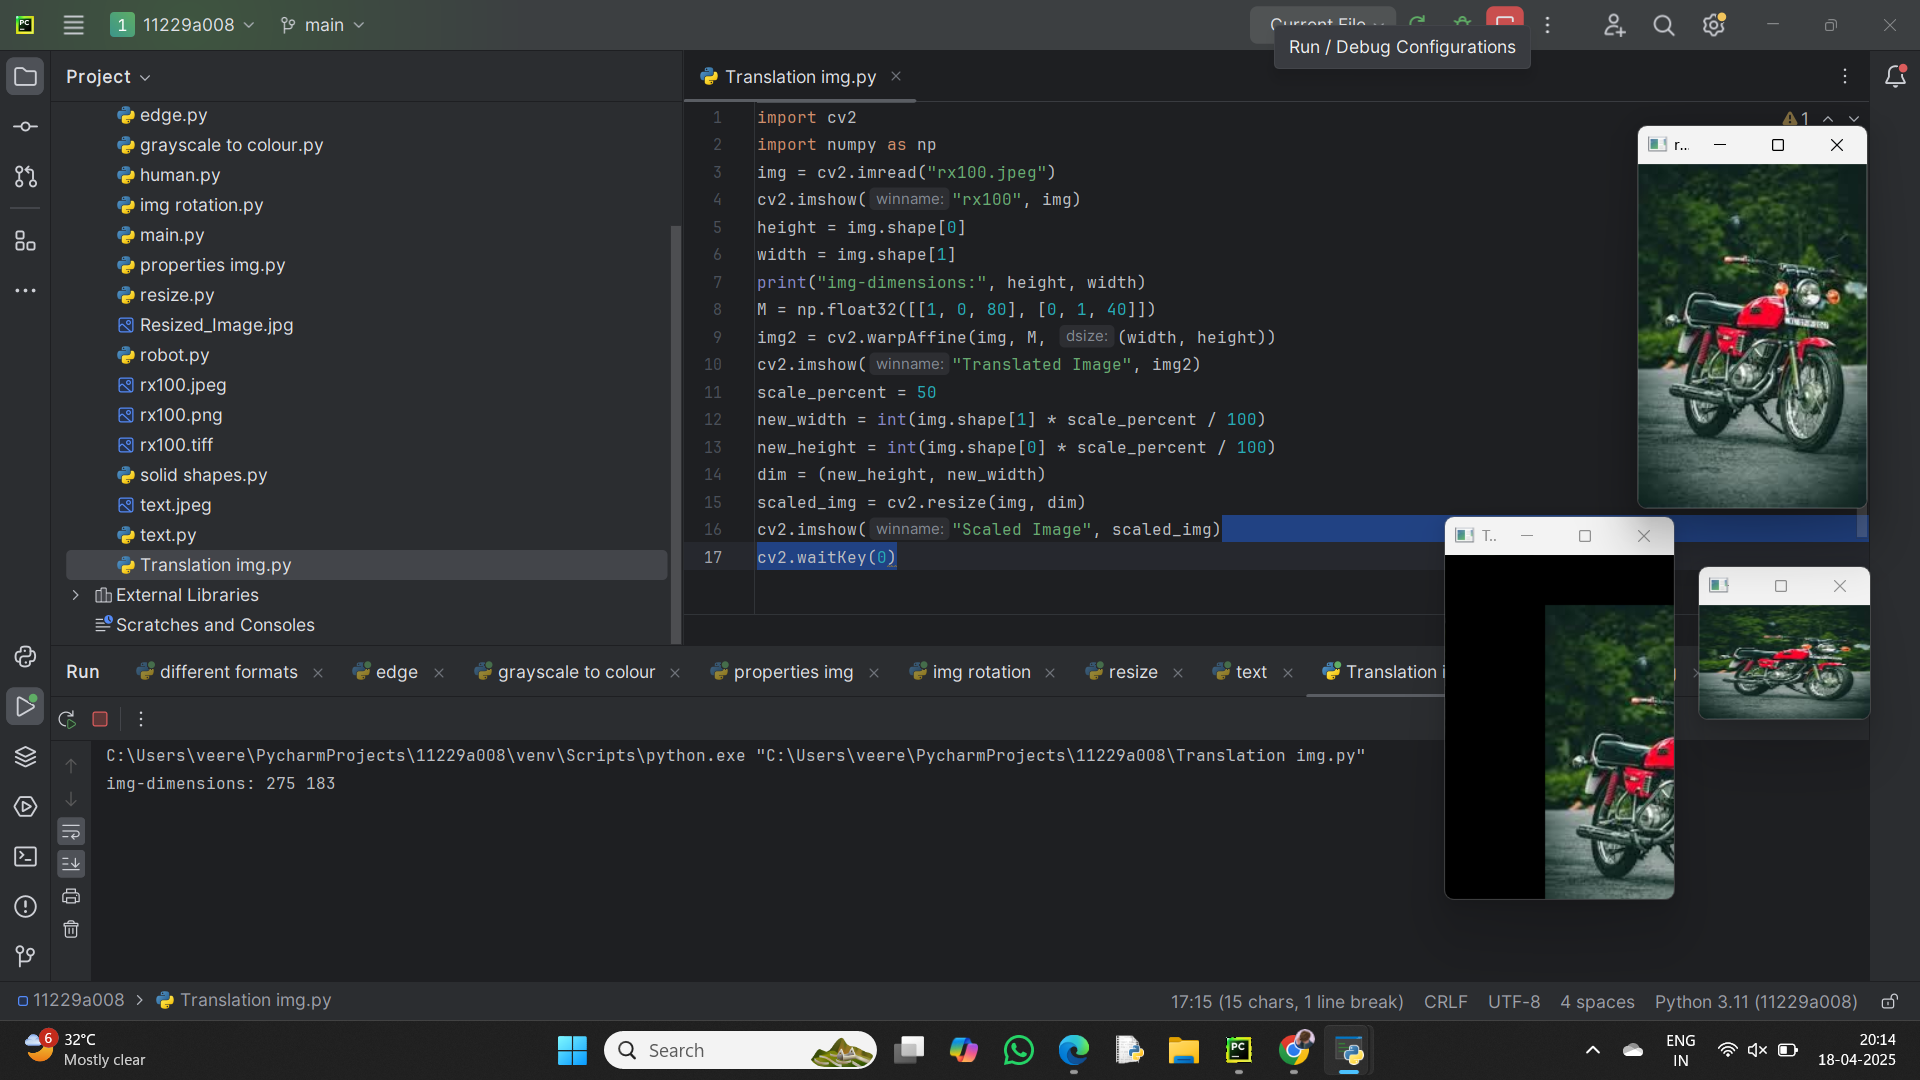 PC
1
11229a008
main
Current File
Run / Debug Configurations
Project
edge.py
grayscale to colour.py
human.py
img rotation.py
main.py
properties img.py
resize.py
Resized_Image.jpg
robot.py
rx100.jpeg
rx100.png
rx100.tiff
solid shapes.py
text.jpeg
text.py
Translation img.py
External Libraries
Scratches and Consoles
Translation img.py
1
1 import cv2
2 import numpy as np
3 img = cv2.imread("rx100.jpeg")
4 cv2.imshow( winname: "rx100", img)
5 height = img.shape[0]
6 width = img.shape[1]
7 print("img-dimensions:", height, width)
8 M = np.float32([[1, 0, 80], [0, 1, 40]])
9 img2 = cv2.warpAffine(img, M, dsize: (width, height))
10 cv2.imshow( winname: "Translated Image", img2)
11 scale_percent = 50
12 new_width = int(img.shape[1] * scale_percent / 100)
13 new_height = int(img.shape[0] * scale_percent / 100)
14 dim = (new_height, new_width)
15 scaled_img = cv2.resize(img, dim)
16 cv2.imshow( winname: "Scaled Image", scaled_img)
17 cv2.waitKey(0)
r...
T..
Run
different formats
edge
grayscale to colour
properties img
img rotation
resize
text
Translation i
C:\Users\veere\PycharmProjects\11229a008\venv\Scripts\python.exe "C:\Users\veere\PycharmProjects\11229a008\Translation img.py"
img-dimensions: 275 183
11229a008 > Translation img.py
17:15 (15 chars, 1 line break) CRLF UTF-8 4 spaces Python 3.11 (11229a008)
6
32°C
Mostly clear
Search
PC
ENG
IN
20:14
18-04-2025